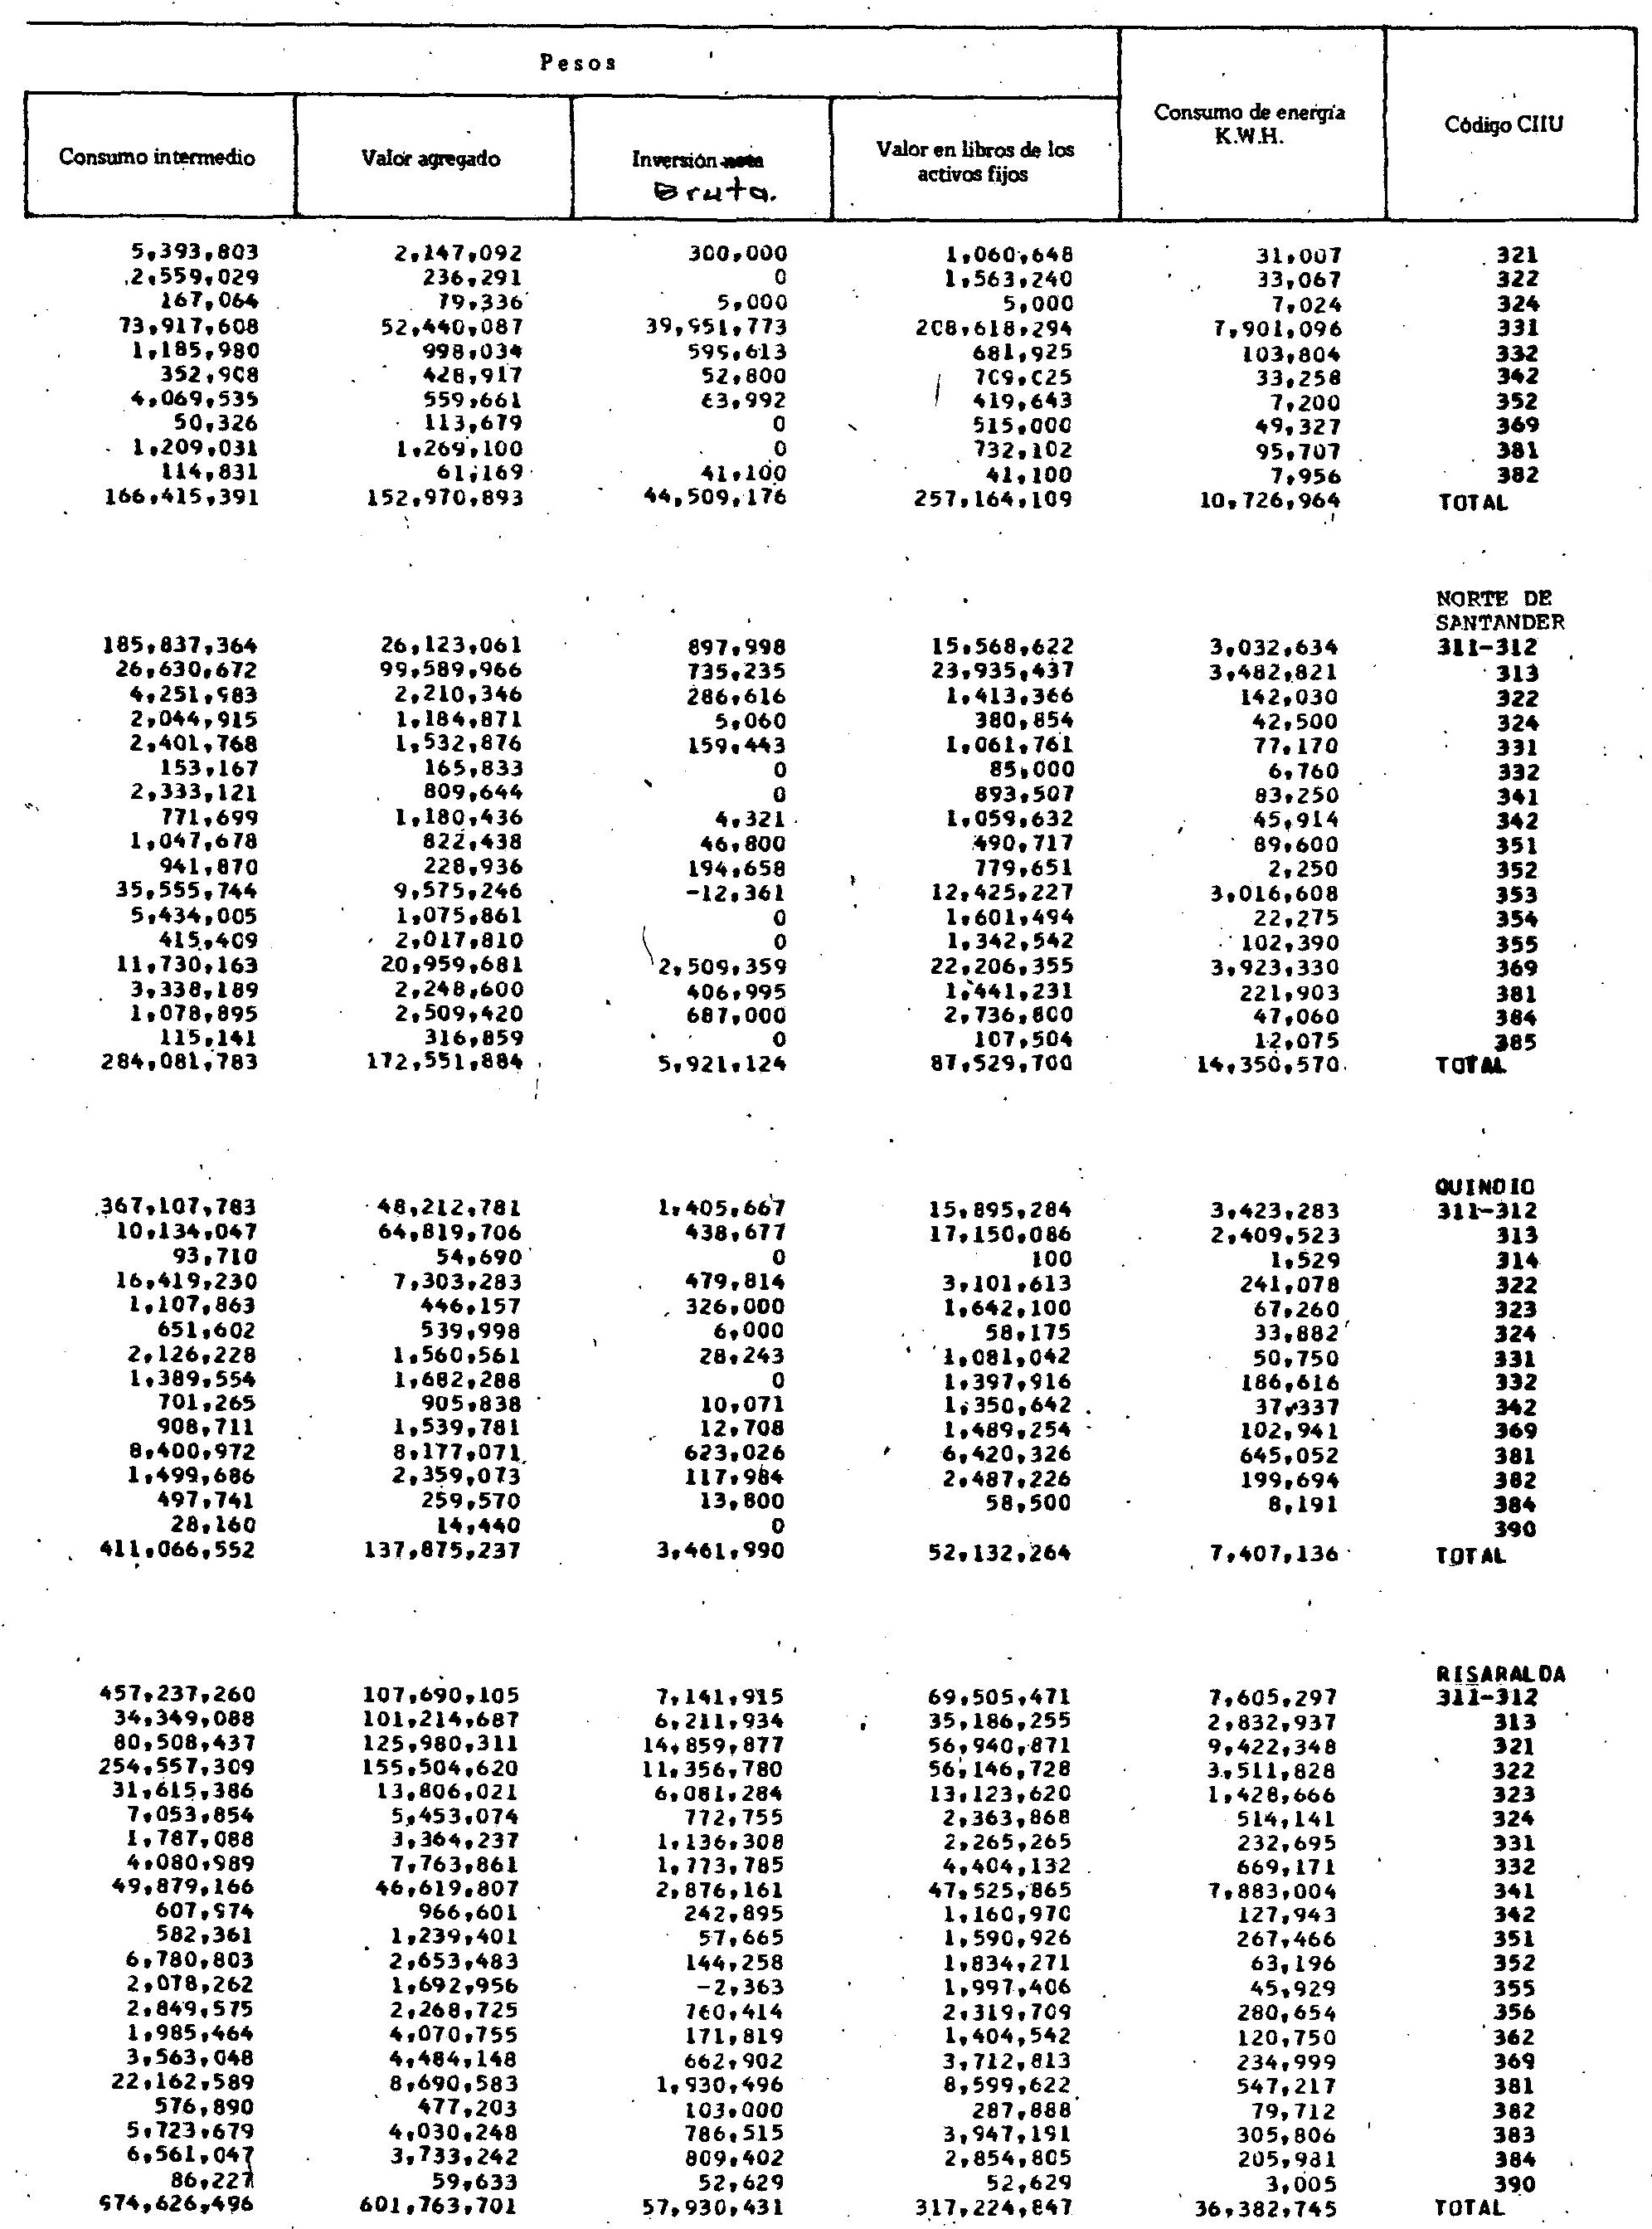 Pesos
Consumo intermedio Valor agregado Inversión neta Bruta. Valor en libros de los activos fijos Consumo de energía K.W.H. Código CIIU
5,393,803 2,147,092 300,000 1,060,648 31,007 321
2,559,029 236,291 0 1,563,240 33,067 322
167,064 79,336 5,000 5,000 7,024 324
73,917,608 52,440,087 39,951,773 208,618,294 7,901,096 331
1,185,980 998,034 595,613 681,925 103,804 332
352,908 428,917 52,800 709,025 33,258 342
4,069,535 559,661 63,992 419,643 7,200 352
50,326 113,679 0 515,000 49,327 369
1,209,031 1,269,100 0 732,102 95,707 381
114,831 61,169 41,100 41,100 7,956 382
166,415,391 152,970,893 44,509,176 257,164,109 10,726,964 TOTAL
NORTE DE
SANTANDER
185,837,364 26,123,061 897,998 15,568,622 3,032,634 311-312
26,630,672 99,589,966 735,235 23,935,437 3,482,821 313
4,251,983 2,210,346 286,616 1,413,366 142,030 322
2,044,915 1,184,871 5,060 380,854 42,500 324
2,401,768 1,532,876 159,443 1,061,761 77,170 331
153,167 165,833 0 85,000 6,760 332
2,333,121 809,644 0 893,507 83,250 341
771,699 1,180,436 4,321 1,059,632 45,914 342
1,047,678 822,438 46,800 490,717 89,600 351
941,870 228,936 194,658 779,651 2,250 352
35,555,744 9,575,246 -12,361 12,425,227 3,016,608 353
5,434,005 1,075,861 0 1,601,494 22,275 354
415,409 2,017,810 0 1,342,542 102,390 355
11,730,163 20,959,681 2,509,359 22,206,355 3,923,330 369
3,338,189 2,248,600 406,995 1,441,231 221,903 381
1,078,895 2,509,420 687,000 2,736,800 47,060 384
115,141 316,859 0 107,504 12,075 385
284,081,783 172,551,884 5,921,124 87,529,700 14,350,570 TOTAL
QUINDIO
367,107,783 48,212,781 1,405,667 15,895,284 3,423,283 311-312
10,134,047 64,819,706 438,677 17,150,086 2,409,523 313
93,710 54,690 0 100 1,529 314
16,419,230 7,303,283 479,814 3,101,613 241,078 322
1,107,863 446,157 326,000 1,642,100 67,260 323
651,602 539,998 6,000 58,175 33,882 324
2,126,228 1,560,561 28,243 1,081,042 50,750 331
1,389,554 1,682,288 0 1,397,916 186,616 332
701,265 905,838 10,071 1,350,642 37,337 342
908,711 1,539,781 12,708 1,489,254 102,941 369
8,400,972 8,177,071 623,026 6,420,326 645,052 381
1,499,686 2,359,073 117,984 2,487,226 199,694 382
497,741 259,570 13,800 58,500 8,191 384
28,160 14,440 0 390
411,066,552 137,875,237 3,461,990 52,132,264 7,407,136 TOTAL
RISARALDA
457,237,260 107,690,105 7,141,915 69,505,471 7,605,297 311-312
34,349,088 101,214,687 6,211,934 35,186,255 2,832,937 313
80,508,437 125,980,311 14,859,877 56,940,871 9,422,348 321
254,557,309 155,504,620 11,356,780 56,146,728 3,511,828 322
31,615,386 13,806,021 6,081,284 13,123,620 1,428,666 323
7,053,854 5,453,074 772,755 2,363,868 514,141 324
1,787,088 3,364,237 1,136,308 2,265,265 232,695 331
4,080,989 7,763,861 1,773,785 4,404,132 669,171 332
49,879,166 46,619,807 2,876,161 47,525,865 7,883,004 341
607,974 966,601 242,895 1,160,970 127,943 342
582,361 1,239,401 57,665 1,590,926 267,466 351
6,780,803 2,653,483 144,258 1,834,271 63,196 352
2,078,262 1,692,956 -2,363 1,997,406 45,929 355
2,849,575 2,268,725 760,414 2,319,709 280,654 356
1,985,464 4,070,755 171,819 1,404,542 120,750 362
3,563,048 4,484,148 662,902 3,712,813 234,999 369
22,162,589 8,690,583 1,930,496 8,599,622 547,217 381
576,890 477,203 103,000 287,888 79,712 382
5,723,679 4,030,248 786,515 3,947,191 305,806 383
6,561,047 3,733,242 809,402 2,854,805 205,981 384
86,227 59,633 52,629 52,629 3,005 390
974,626,496 601,763,701 57,930,431 317,224,847 36,382,745 TOTAL